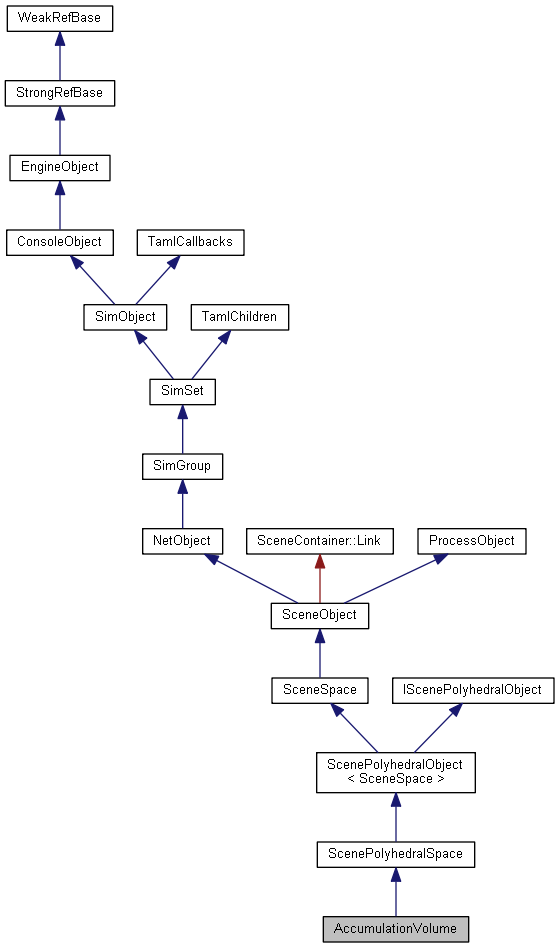 WeakRefBase
StrongRefBase
EngineObject
ConsoleObject
TamlCallbacks
SimObject
TamlChildren
SimSet
SimGroup
NetObject
SceneContainer::Link
ProcessObject
SceneObject
SceneSpace
IScenePolyhedralObject
ScenePolyhedralObject
< SceneSpace >
ScenePolyhedralSpace
AccumulationVolume